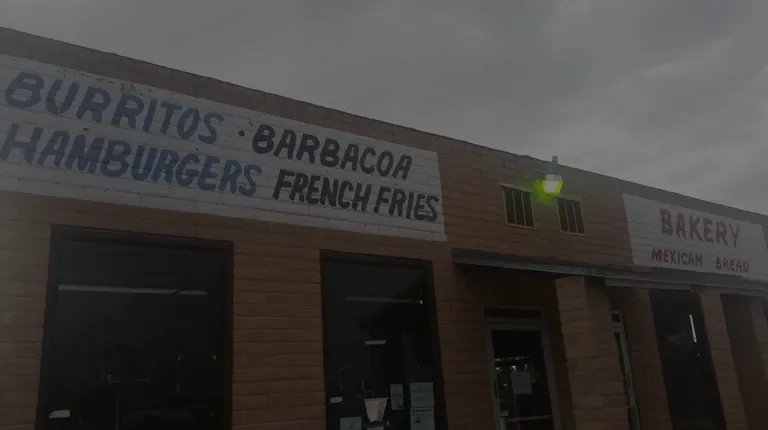 BURRITOS · BARBACOA
HAMBURGERS FRENCH FRIES
BAKERY
MEXICAN BREAD